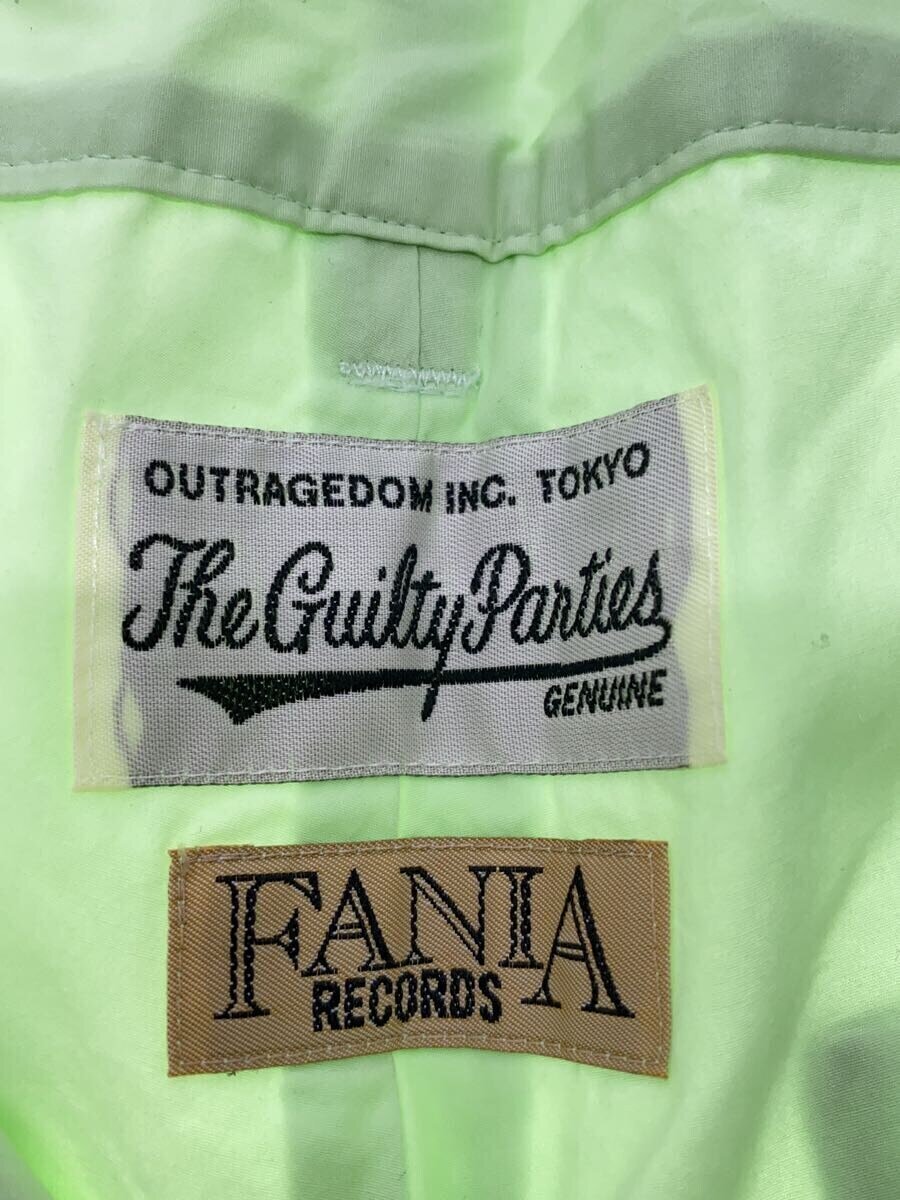 OUTRAGEDOM INC. TOKYO
The Guilty Parties
GENUINE
FANIA
RECORDS